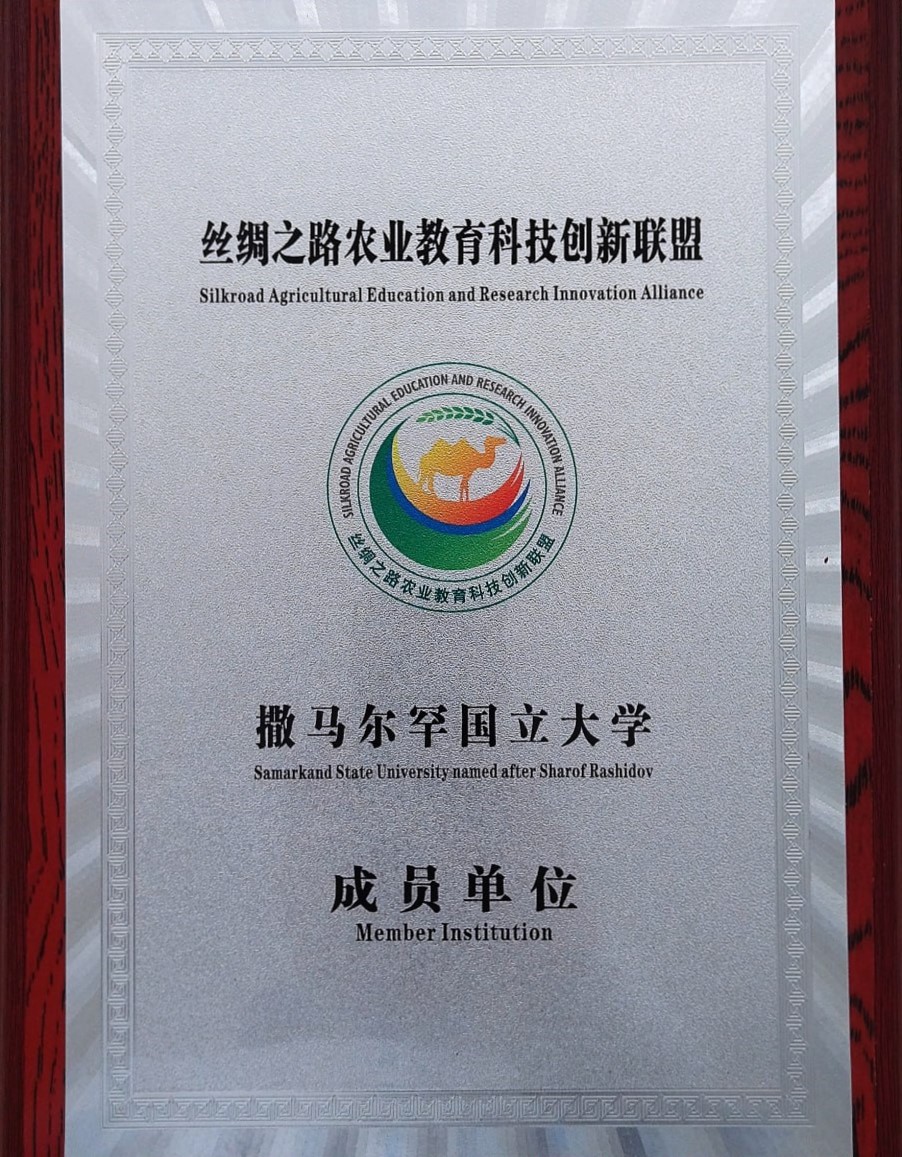 丝绸之路农业教育科技创新联盟
Silkroad Agricultural Education and Research Innovation Alliance
SILKROAD AGRICULTURAL EDUCATION AND RESEARCH INNOVATION ALLIANCE
丝绸之路农业教育科技创新联盟
撒马尔罕国立大学
Samarkand State University named after Sharof Rashidov
成员单位
Member Institution